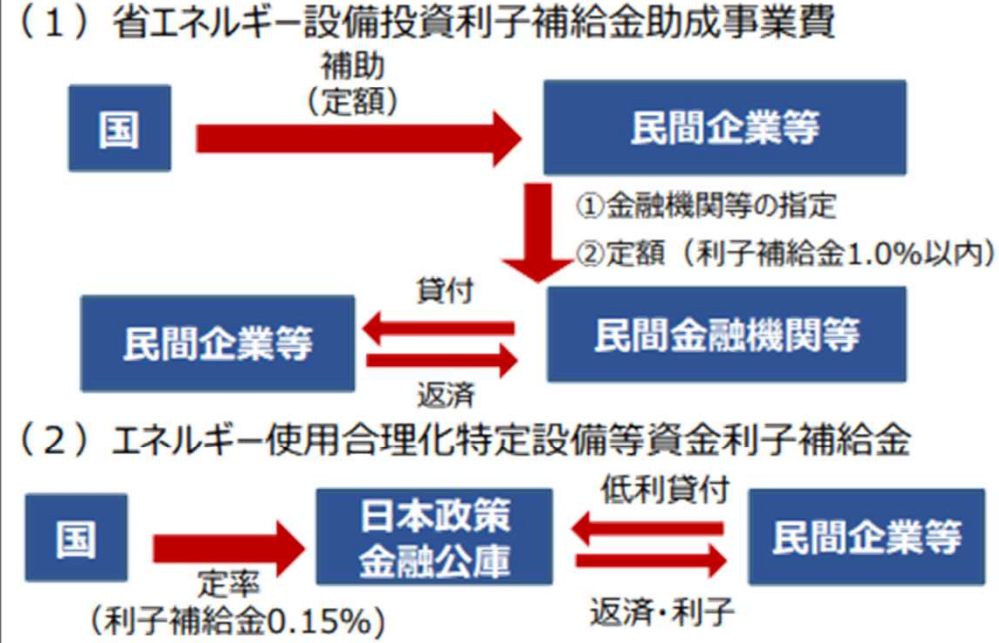 （１）省エネルギー設備投資利子補給金助成事業費
補助
（定額）
国
民間企業等
①金融機関等の指定
②定額（利子補給金1.0%以内）
貸付
民間企業等
民間金融機関等
返済
（２）エネルギー使用合理化特定設備等資金利子補給金
国
日本政策
金融公庫
低利貸付
民間企業等
定率
（利子補給金0.15%）
返済・利子